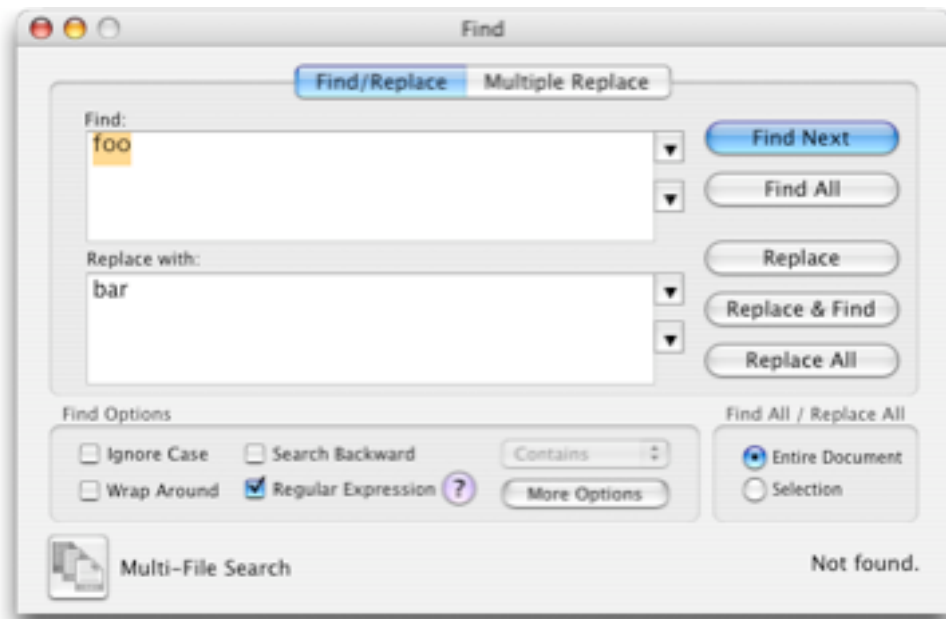 Find
Find/Replace Multiple Replace
Find:
foo
Find Next
Find All
Replace with:
bar
Replace
Replace & Find
Replace All
Find Options
Ignore Case Search Backward Contains
Wrap Around Regular Expression ? More Options
Find All / Replace All
Entire Document
Selection
Multi-File Search
Not found.